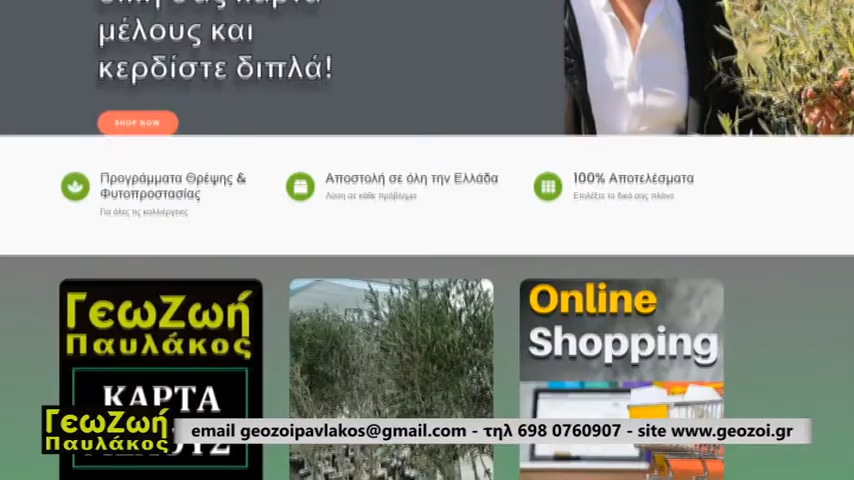 μέλους και
κερδίστε διπλά!
SHOP NOW
Προγράμματα Θρέψης &
Φυτοπροστασίας
Για όλες τις καλλιέργειες
Αποστολή σε όλη την Ελλάδα
Λύση σε κάθε πρόβλημα
100% Αποτελέσματα
Επιλέξτε το δικό σας πλάνο
ΓεωΖωή
Παυλάκος
ΚΑΡΤΑ
Online
Shopping
ΓεωΖωή
Παυλάκος
email geozoipavlakos@gmail.com - τηλ 698 0760907 - site www.geozoi.gr